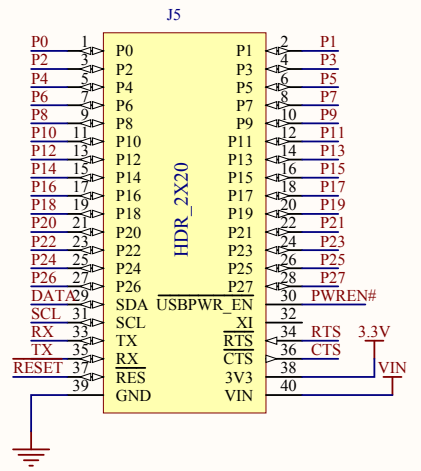 J5
P0 1 P0 P1 2 P1
P2 3 P2 P3 4 P3
P4 5 P4 P5 6 P5
P6 7 P6 P7 8 P7
P8 9 P8 P9 10 P9
P10 11 P10 P11 12 P11
P12 13 P12 P13 14 P13
P14 15 P14 P15 16 P15
P16 17 P16 P17 18 P17
P18 19 P18 P19 20 P19
P20 21 P20 P21 22 P21
P22 23 P22 P23 24 P23
P24 25 P24 P25 26 P25
P26 27 P26 P27 28 P27
DATA 29 SDA USBPWR_EN 30 PWREN#
SCL 31 SCL XI 32
RX 33 TX RTS 34 RTS 3.3V
TX 35 RX CTS 36 CTS
RESET 37 RES 3V3 38 VIN
39 GND VIN 40
HDR_2X20